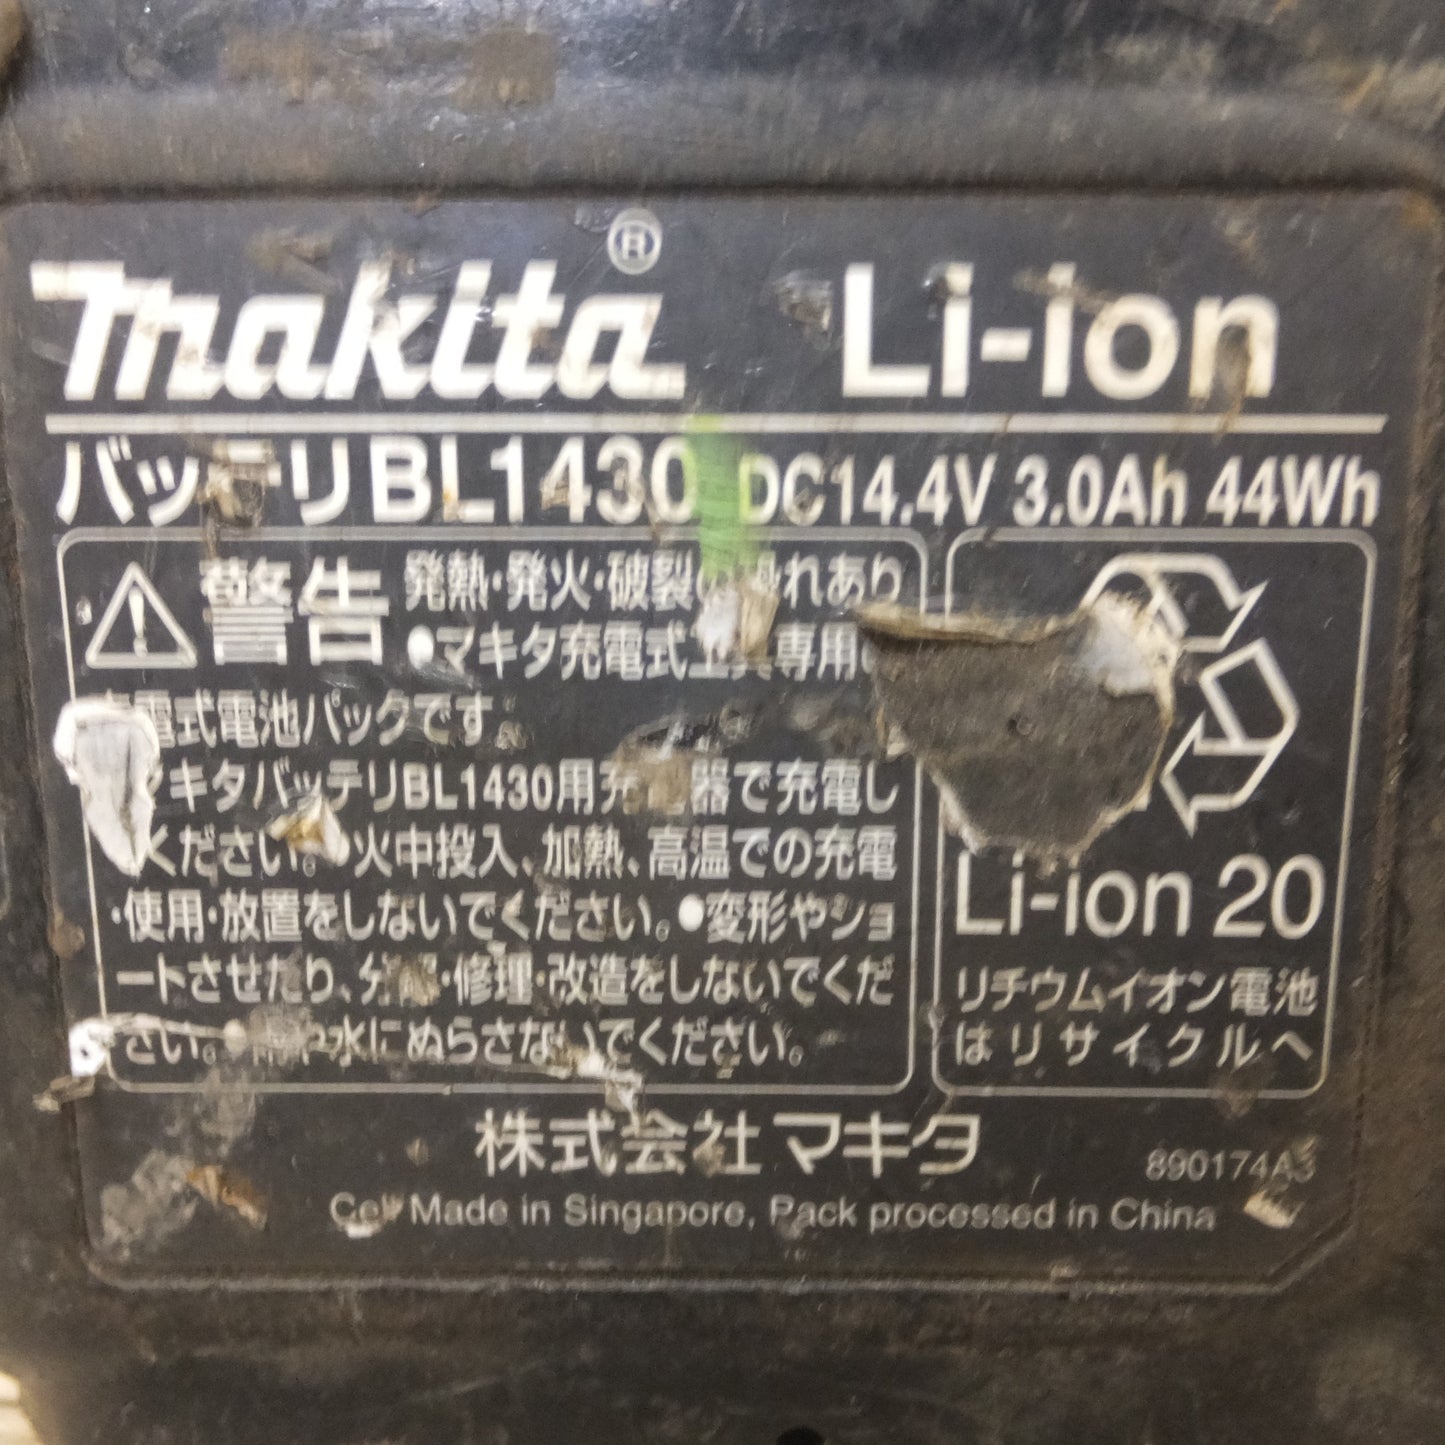 makita® Li-ion
バッテリBL1430 DC14.4V 3.0Ah 44Wh
警告 発熱・発火・破裂の恐れあり
●マキタ充電式工具専用の
電式電池パックです。
マキタバッテリBL1430用充電器で充電し
ください。●火中投入、加熱、高温での充電
・使用・放置をしないでください。●変形やショ
ートさせたり、分解・修理・改造をしないでくだ
さい。●雨や水にぬらさないでください。
Li-ion 20
リチウムイオン電池
はリサイクルへ
株式会社マキタ
890174A3
Cell Made in Singapore, Pack processed in China